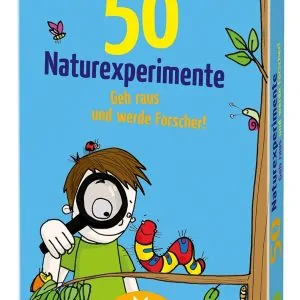 50
Naturexperimente
Geh raus
und werde Forscher!
50 Naturexperimente
Geh raus und werde Forscher!